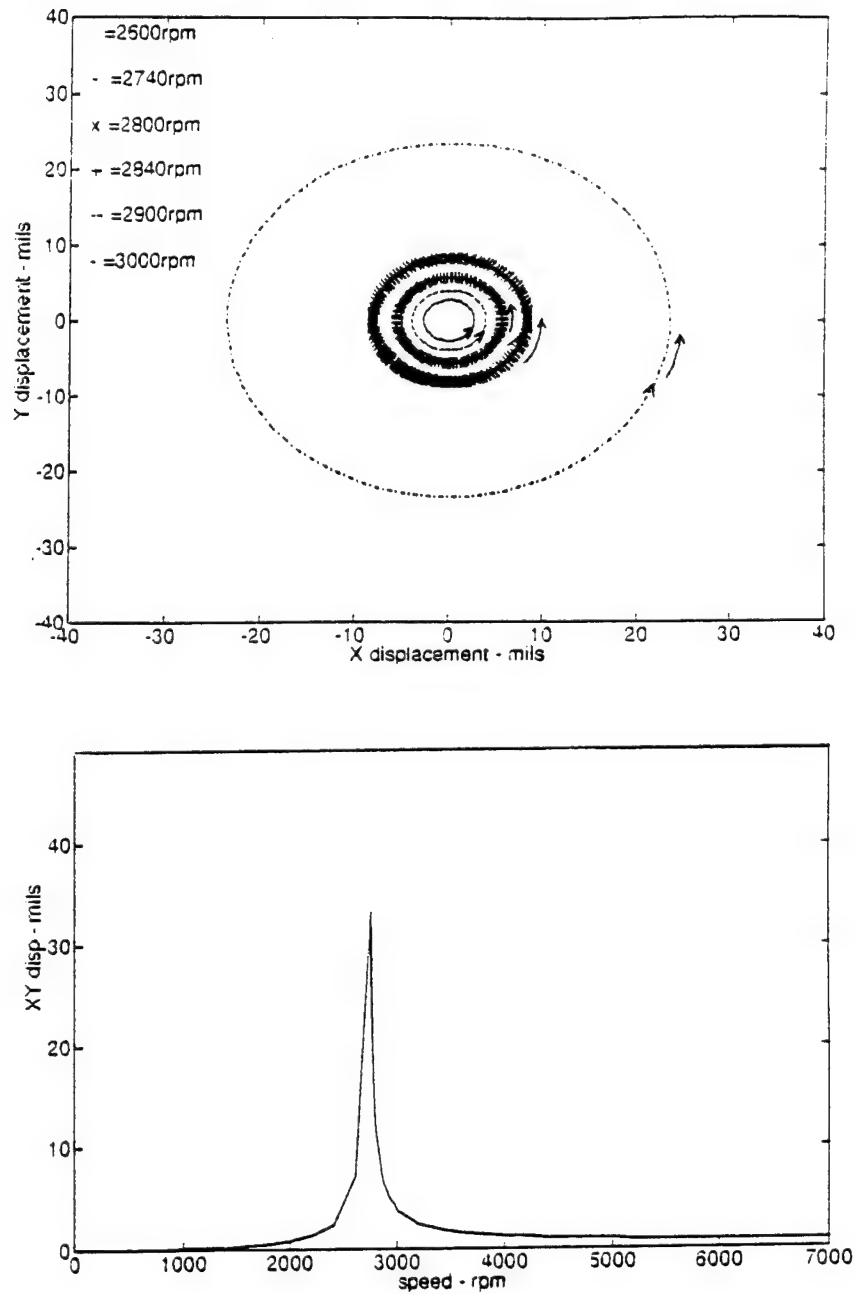 40
=2600rpm
- =2740rpm
30
x =2800rpm
+ =2840rpm
20
-- =2900rpm
- =3000rpm
10
0
-10
-20
-30
-40
-40 -30 -20 -10 0 10 20 30 40
Y displacement - mils
X displacement - mils
40
30
20
10
0
XY disp - mils
0 1000 2000 3000 4000 5000 6000 7000
speed - rpm